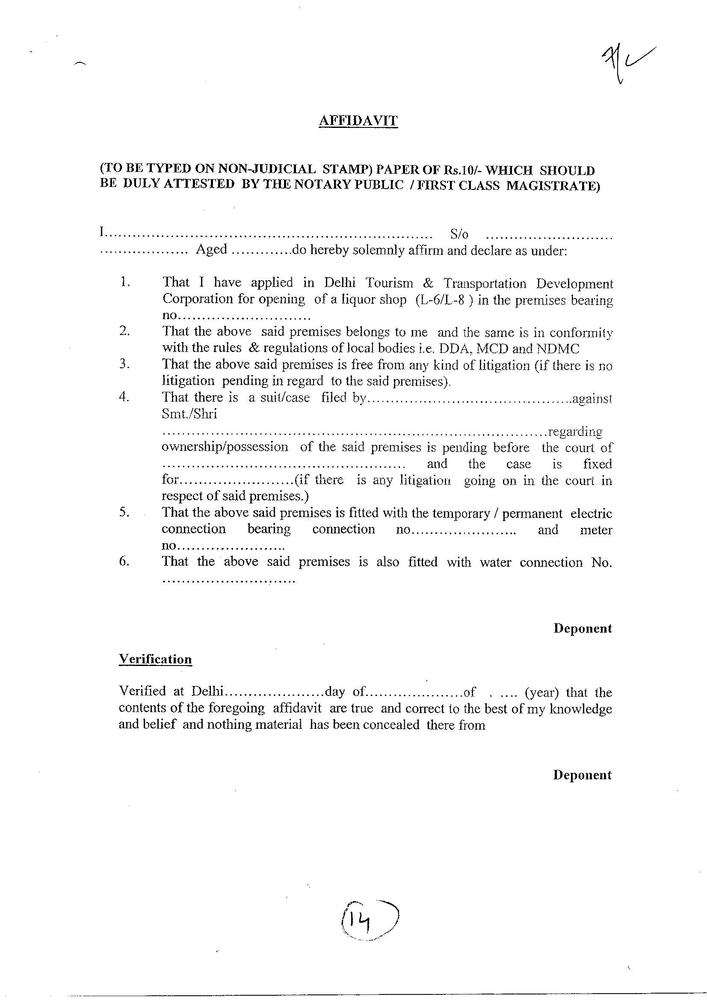 AFFIDAVIT
(TO BE TYPED ON NON-JUDICIAL STAMP) PAPER OF Rs.10/- WHICH SHOULD
BE DULY ATTESTED BY THE NOTARY PUBLIC / FIRST CLASS MAGISTRATE)
I.................................................................... S/o ..........................
................... Aged .............do hereby solemnly affirm and declare as under:
1. That I have applied in Delhi Tourism & Transportation Development
Corporation for opening of a liquor shop (L-6/L-8 ) in the premises bearing
no............................
2. That the above said premises belongs to me and the same is in conformity
with the rules & regulations of local bodies i.e. DDA, MCD and NDMC
3. That the above said premises is free from any kind of litigation (if there is no
litigation pending in regard to the said premises).
4. That there is a suit/case filed by...........................................against
Smt./Shri
................................................................................regarding
ownership/possession of the said premises is pending before the court of
.................................................. and the case is fixed
for........................(if there is any litigation going on in the court in
respect of said premises.)
5. That the above said premises is fitted with the temporary / permanent electric
connection bearing connection no...................... and meter
no.......................
6. That the above said premises is also fitted with water connection No.
............................
Deponent
Verification
Verified at Delhi.....................day of....................of . .... (year) that the
contents of the foregoing affidavit are true and correct to the best of my knowledge
and belief and nothing material has been concealed there from
Deponent
14